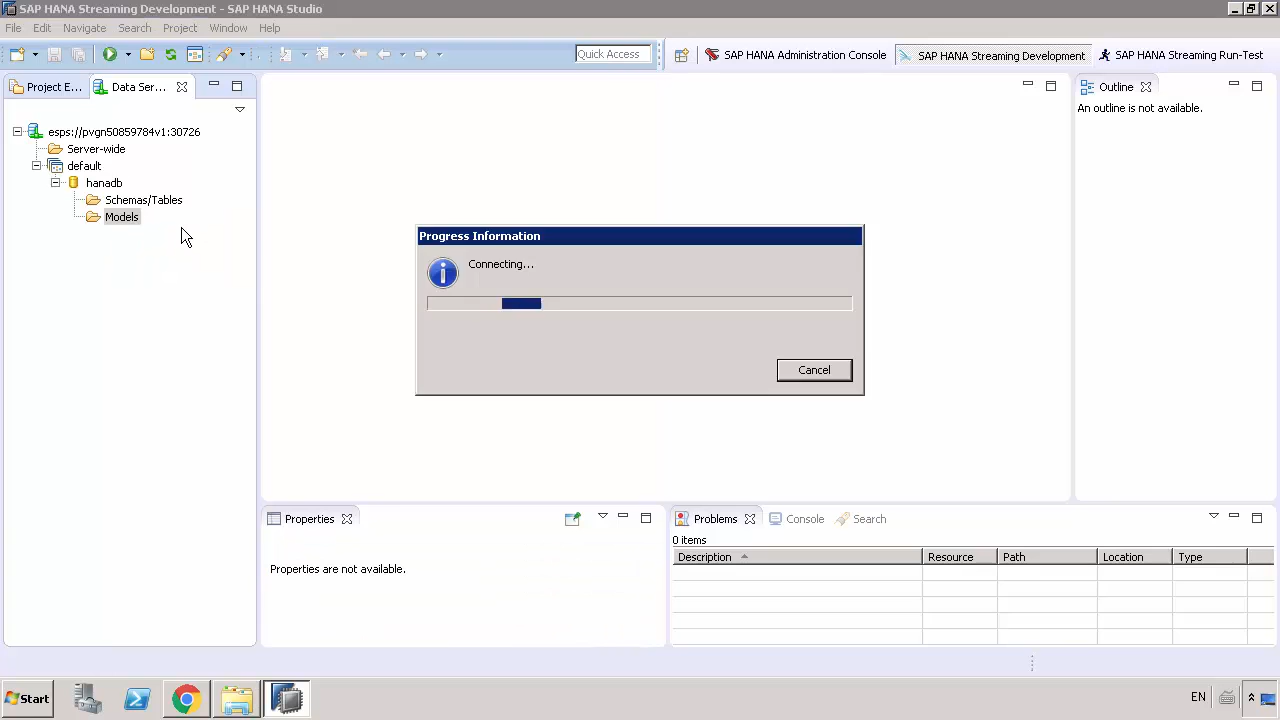 SAP HANA Streaming Development - SAP HANA Studio
File Edit Navigate Search Project Run Window Help
Quick Access
SAP HANA Administration Console
SAP HANA Streaming Development
SAP HANA Streaming Run-Test
Project E...
Data Ser...
Outline
An outline is not available.
esps://pvgn50859784v1:30726
Server-wide
default
hanadb
Schemas/Tables
Models
Progress Information
Connecting...
Cancel
Properties
Properties are not available.
Problems
Console
Search
0 items
Description Resource Path Location Type
Start
EN